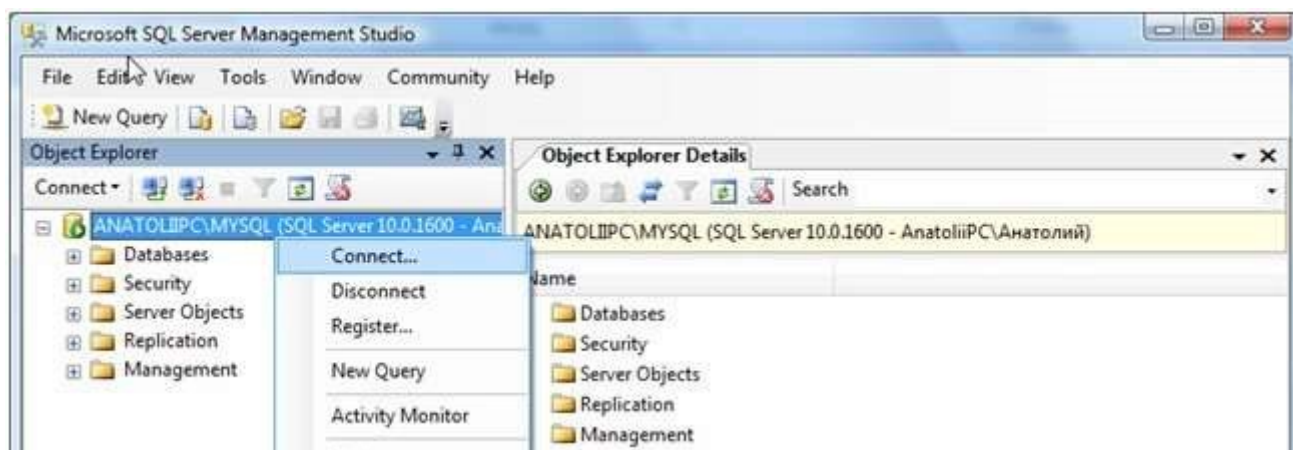 Microsoft SQL Server Management Studio
File Edit View Tools Window Community Help
New Query
Object Explorer
Connect
ANATOLIIPC\MYSQL (SQL Server 10.0.1600 - Ana
Databases
Security
Server Objects
Replication
Management
Connect...
Disconnect
Register...
New Query
Activity Monitor
Object Explorer Details
Search
ANATOLIIPC\MYSQL (SQL Server 10.0.1600 - AnatoliiPC\Анатолий)
Name
Databases
Security
Server Objects
Replication
Management